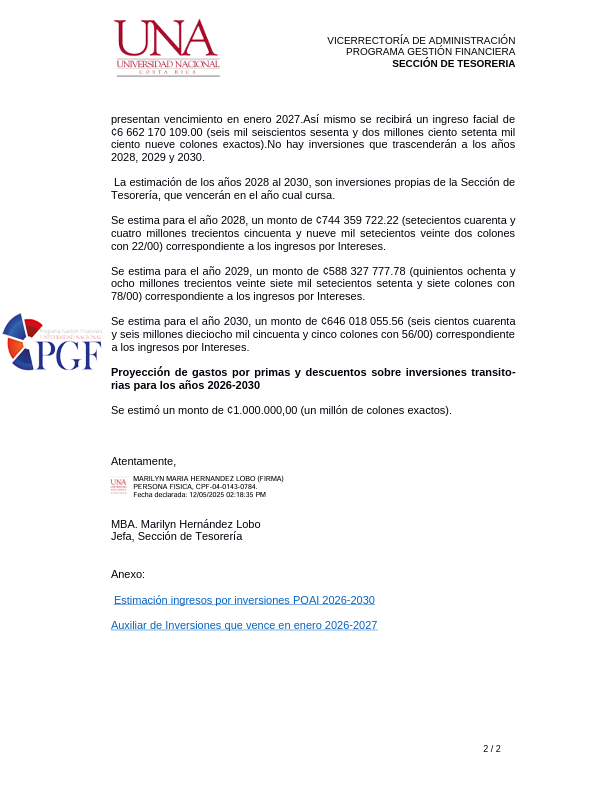 UNA
UNIVERSIDAD NACIONAL
COSTA RICA
VICERRECTORÍA DE ADMINISTRACIÓN
PROGRAMA GESTIÓN FINANCIERA
SECCIÓN DE TESORERIA
presentan vencimiento en enero 2027.Así mismo se recibirá un ingreso facial de
¢6 662 170 109.00 (seis mil seiscientos sesenta y dos millones ciento setenta mil
ciento nueve colones exactos).No hay inversiones que trascenderán a los años
2028, 2029 y 2030.
La estimación de los años 2028 al 2030, son inversiones propias de la Sección de
Tesorería, que vencerán en el año cual cursa.
Se estima para el año 2028, un monto de ¢744 359 722.22 (setecientos cuarenta y
cuatro millones trecientos cincuenta y nueve mil setecientos veinte dos colones
con 22/00) correspondiente a los ingresos por Intereses.
Se estima para el año 2029, un monto de ¢588 327 777.78 (quinientos ochenta y
ocho millones trecientos veinte siete mil setecientos setenta y siete colones con
78/00) correspondiente a los ingresos por Intereses.
Se estima para el año 2030, un monto de ¢646 018 055.56 (seis cientos cuarenta
y seis millones dieciocho mil cincuenta y cinco colones con 56/00) correspondiente
a los ingresos por Intereses.
Programa Gestión Financiera
UNIVERSIDAD NACIONAL
PGF
Proyección de gastos por primas y descuentos sobre inversiones transito-
rias para los años 2026-2030
Se estimó un monto de ¢1.000.000,00 (un millón de colones exactos).
Atentamente,
UNA
MARILYN MARIA HERNANDEZ LOBO (FIRMA)
PERSONA FISICA, CPF-04-0143-0784.
Fecha declarada: 12/05/2025 02:18:35 PM
MBA. Marilyn Hernández Lobo
Jefa, Sección de Tesorería
Anexo:
Estimación ingresos por inversiones POAI 2026-2030
Auxiliar de Inversiones que vence en enero 2026-2027
2 / 2